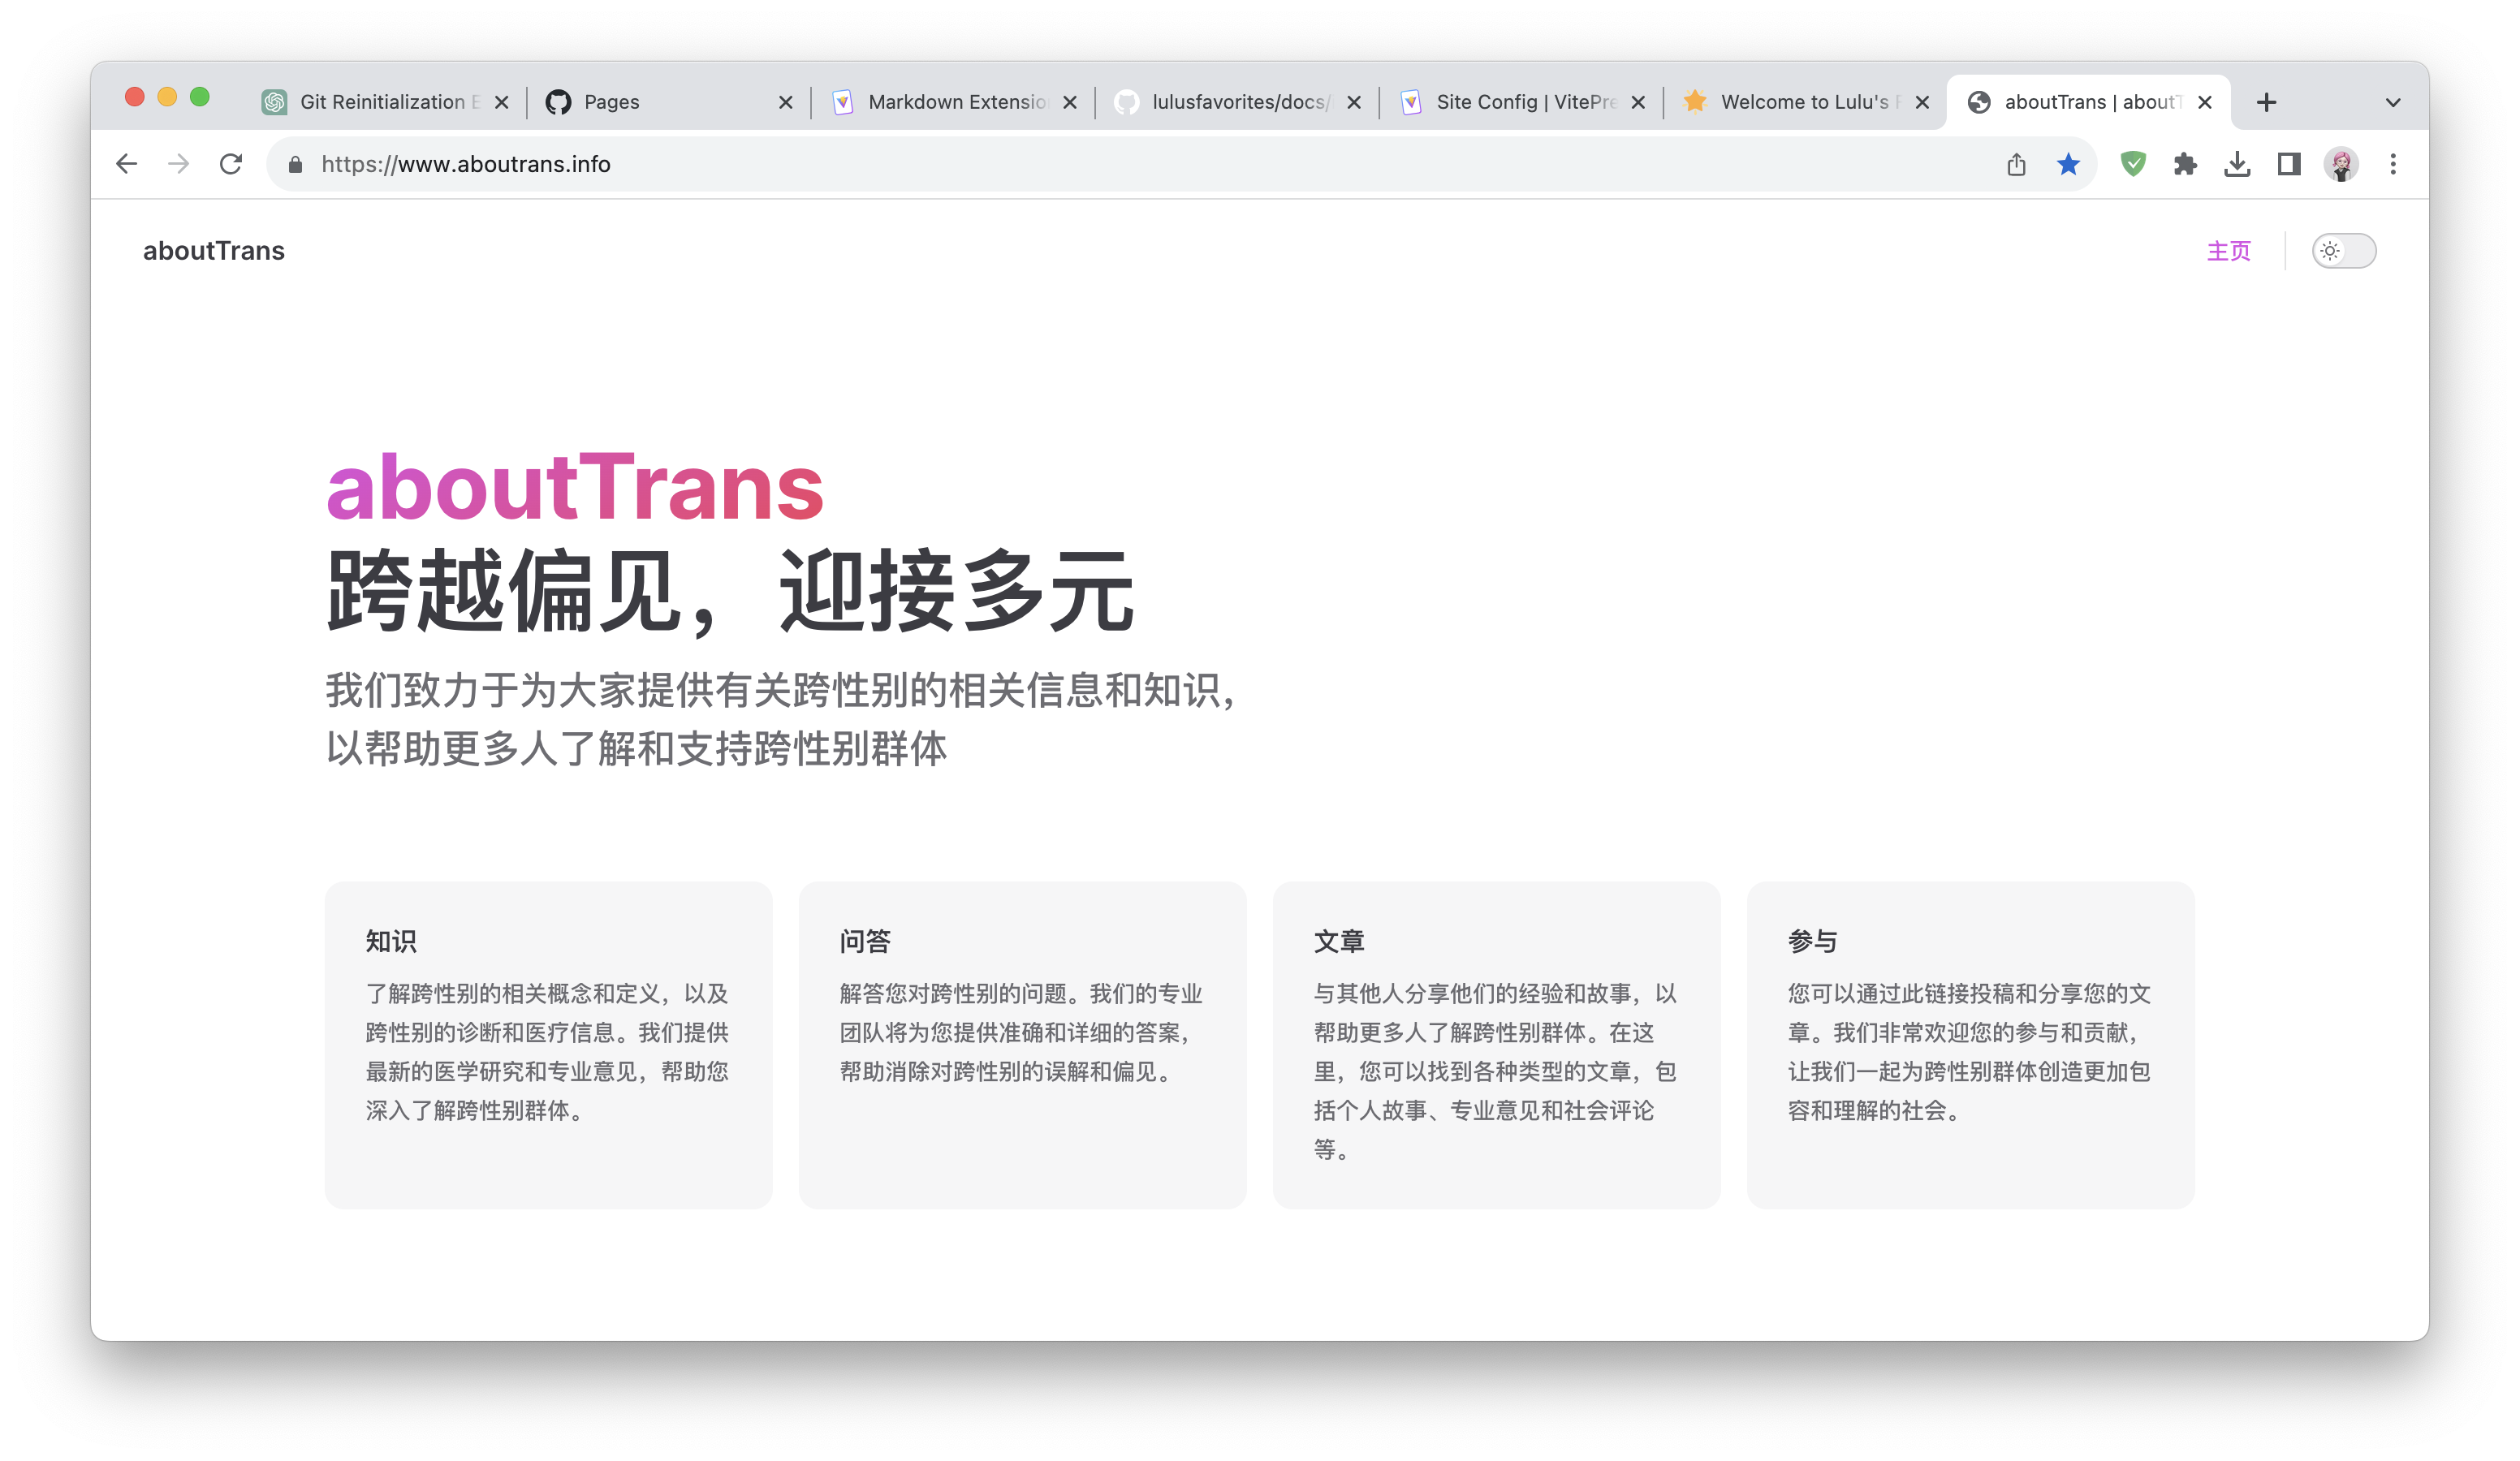 Git Reinitialization E
Pages
Markdown Extensio
lulusfavorites/docs/
Site Config | VitePre
Welcome to Lulu's F
aboutTrans | aboutT
https://www.aboutrans.info
aboutTrans
主页
aboutTrans
跨越偏见，迎接多元
我们致力于为大家提供有关跨性别的相关信息和知识，
以帮助更多人了解和支持跨性别群体
知识
了解跨性别的相关概念和定义，以及
跨性别的诊断和医疗信息。我们提供
最新的医学研究和专业意见，帮助您
深入了解跨性别群体。
问答
解答您对跨性别的问题。我们的专业
团队将为您提供准确和详细的答案，
帮助消除对跨性别的误解和偏见。
文章
与其他人分享他们的经验和故事，以
帮助更多人了解跨性别群体。在这
里，您可以找到各种类型的文章，包
括个人故事、专业意见和社会评论
等。
参与
您可以通过此链接投稿和分享您的文
章。我们非常欢迎您的参与和贡献，
让我们一起为跨性别群体创造更加包
容和理解的社会。